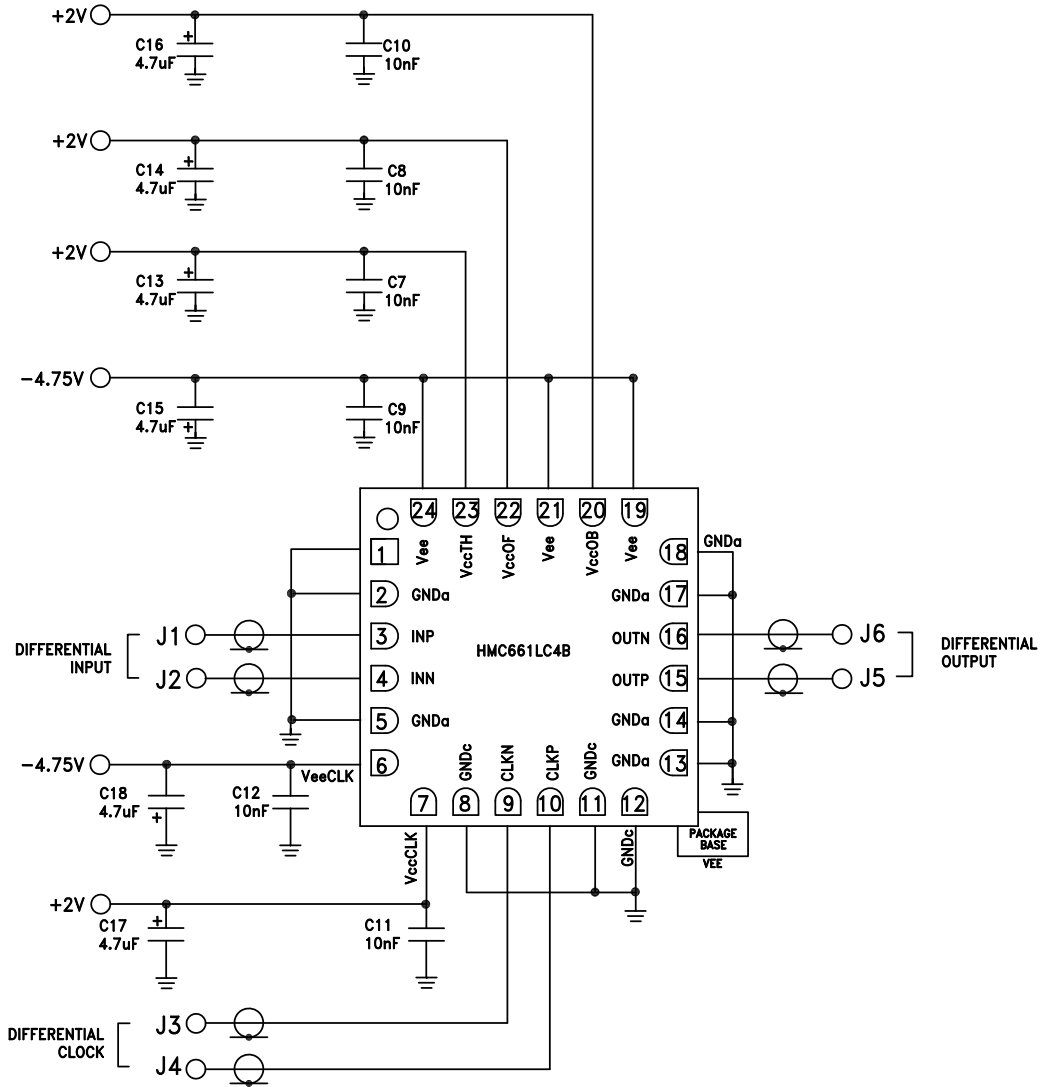 +2V
C16
4.7uF
+
C10
10nF
+2V
C14
4.7uF
+
C8
10nF
+2V
C13
4.7uF
+
C7
10nF
-4.75V
C15
4.7uF
+
C9
10nF
24
23
22
21
20
19
Vee
VccTH
VccOF
Vee
VccOB
Vee
1
18
GNDa
2
GNDa
GNDa
17
DIFFERENTIAL
INPUT
J1
3
INP
HMC661LC4B
OUTN
16
J6
DIFFERENTIAL
OUTPUT
J2
4
INN
OUTP
15
J5
5
GNDa
GNDa
14
-4.75V
VeeCLK
6
GNDa
13
C18
4.7uF
+
C12
10nF
GNDc
CLKN
CLKP
GNDc
7
8
9
10
11
12
VccCLK
GNDc
PACKAGE
BASE
VEE
+2V
C17
4.7uF
+
C11
10nF
DIFFERENTIAL
CLOCK
J3
J4